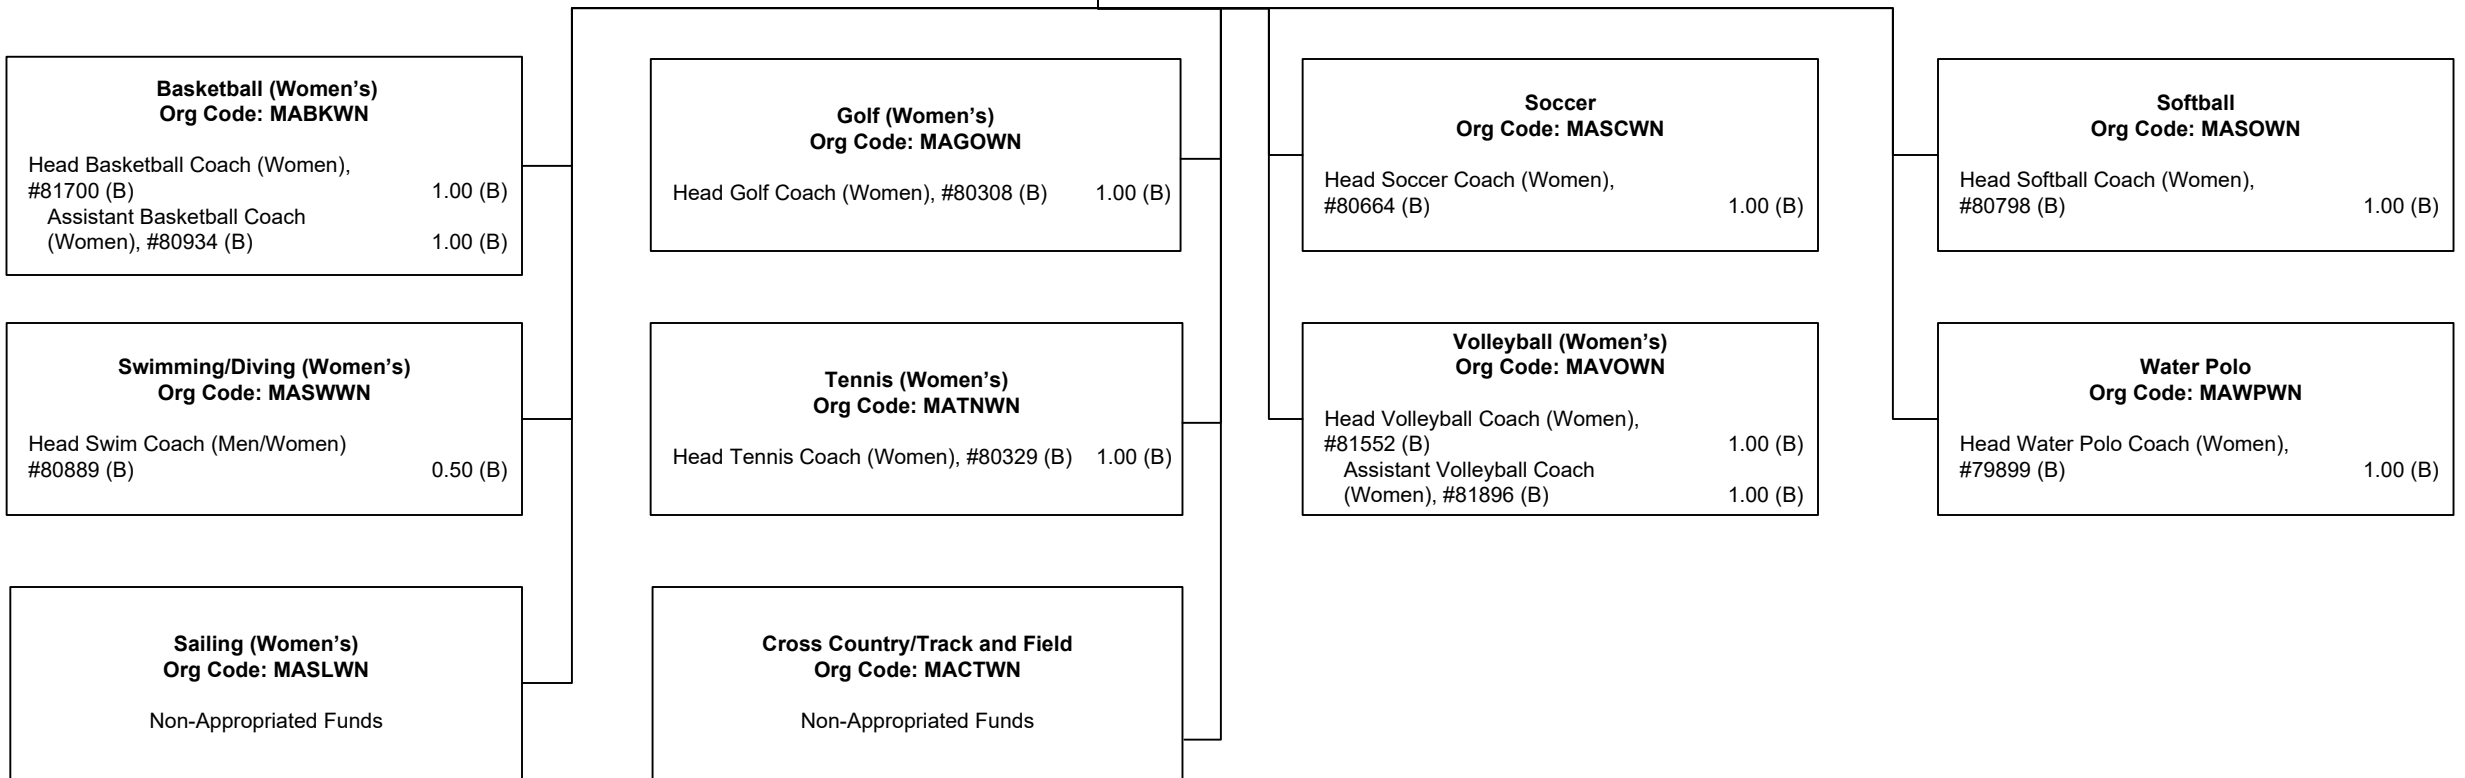 Basketball (Women’s)
Org Code: MABKWN
Head Basketball Coach (Women),
#81700 (B) 1.00 (B)
Assistant Basketball Coach
(Women), #80934 (B) 1.00 (B)
Golf (Women’s)
Org Code: MAGOWN
Head Golf Coach (Women), #80308 (B) 1.00 (B)
Soccer
Org Code: MASCWN
Head Soccer Coach (Women),
#80664 (B) 1.00 (B)
Softball
Org Code: MASOWN
Head Softball Coach (Women),
#80798 (B) 1.00 (B)
Swimming/Diving (Women’s)
Org Code: MASWWN
Head Swim Coach (Men/Women)
#80889 (B) 0.50 (B)
Tennis (Women’s)
Org Code: MATNWN
Head Tennis Coach (Women), #80329 (B) 1.00 (B)
Volleyball (Women’s)
Org Code: MAVOWN
Head Volleyball Coach (Women),
#81552 (B) 1.00 (B)
Assistant Volleyball Coach
(Women), #81896 (B) 1.00 (B)
Water Polo
Org Code: MAWPWN
Head Water Polo Coach (Women),
#79899 (B) 1.00 (B)
Sailing (Women’s)
Org Code: MASLWN
Non-Appropriated Funds
Cross Country/Track and Field
Org Code: MACTWN
Non-Appropriated Funds